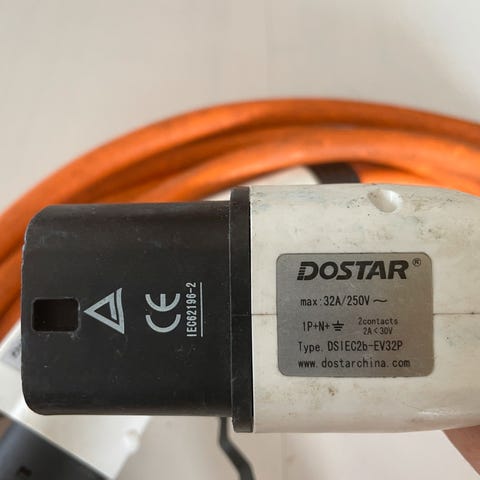 DOSTAR®
max:32A/250V～
1P+N+⏚ 2contacts
2A<30V
Type. DSIEC2b-EV32P
www.dostarchina.com
CE
IEC62196-2